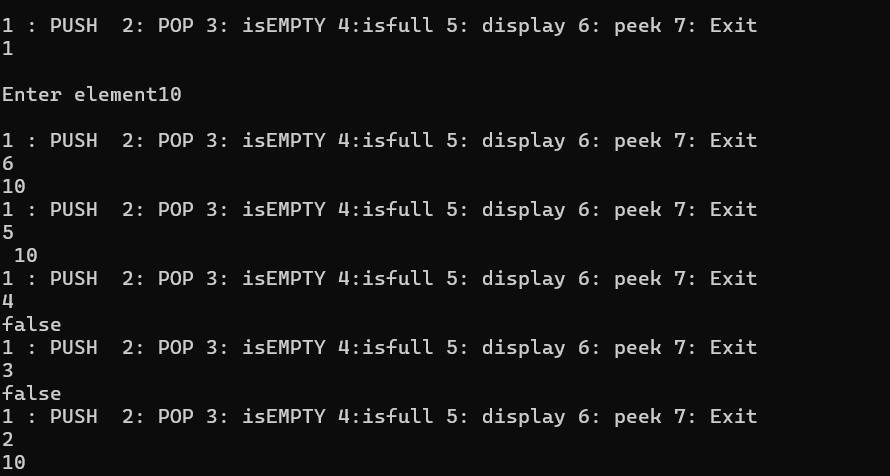 1 : PUSH  2: POP 3: isEMPTY 4:isfull 5: display 6: peek 7: Exit
1
Enter element10
1 : PUSH  2: POP 3: isEMPTY 4:isfull 5: display 6: peek 7: Exit
6
10
1 : PUSH  2: POP 3: isEMPTY 4:isfull 5: display 6: peek 7: Exit
5
 10
1 : PUSH  2: POP 3: isEMPTY 4:isfull 5: display 6: peek 7: Exit
4
false
1 : PUSH  2: POP 3: isEMPTY 4:isfull 5: display 6: peek 7: Exit
3
false
1 : PUSH  2: POP 3: isEMPTY 4:isfull 5: display 6: peek 7: Exit
2
10